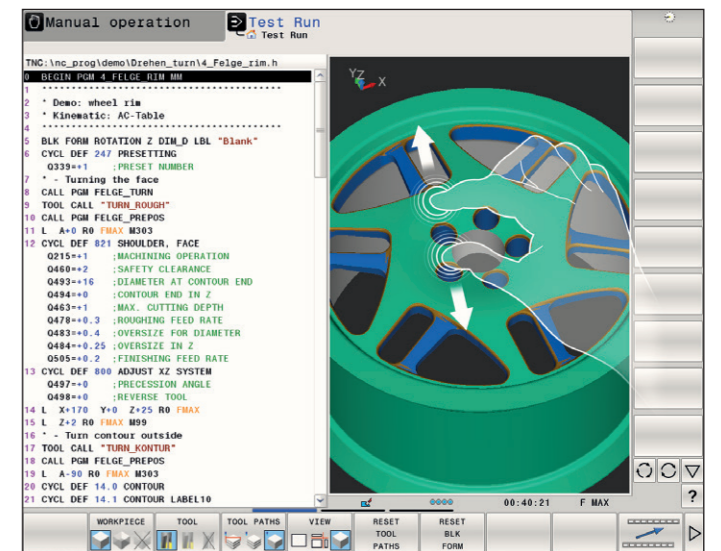 Manual operation
Test Run
Test Run
TNC:\nc_prog\demo\Drehen_turn\4_Felge_rim.h
0 BEGIN PGM 4_FELGE_RIM MM
1 * ****************************************
2 * Demo: wheel rim
3 * Kinematic: AC-Table
4 * ****************************************
5 BLK FORM ROTATION Z DIM_D LBL "Blank"
6 CYCL DEF 247 PRESETTING
Q339=+1 ;PRESET NUMBER
7 * - Turning the face
8 CALL PGM FELGE_TURN
9 TOOL CALL "TURN_ROUGH"
10 CALL PGM FELGE_PREPOS
11 L A+0 R0 FMAX M303
12 CYCL DEF 821 SHOULDER, FACE
Q215=+1 ;MACHINING OPERATION
Q460=+2 ;SAFETY CLEARANCE
Q493=+16 ;DIAMETER AT CONTOUR END
Q494=+0 ;CONTOUR END IN Z
Q463=+1 ;MAX. CUTTING DEPTH
Q478=+0.3 ;ROUGHING FEED RATE
Q483=+0.4 ;OVERSIZE FOR DIAMETER
Q484=+0.25 ;OVERSIZE IN Z
Q505=+0.2 ;FINISHING FEED RATE
13 CYCL DEF 800 ADJUST XZ SYSTEM
Q497=+0 ;PRECESSION ANGLE
Q498=+0 ;REVERSE TOOL
14 L X+170 Y+0 Z+25 R0 FMAX
15 L Z+2 R0 FMAX M99
16 * - Turn contour outside
17 TOOL CALL "TURN_KONTUR"
18 CALL PGM FELGE_PREPOS
19 L A-90 R0 FMAX M303
20 CYCL DEF 14.0 CONTOUR
21 CYCL DEF 14.1 CONTOUR LABEL10
Y Z X
00:40:21 F MAX
?
WORKPIECE TOOL TOOL PATHS VIEW RESET TOOL PATHS RESET BLK FORM